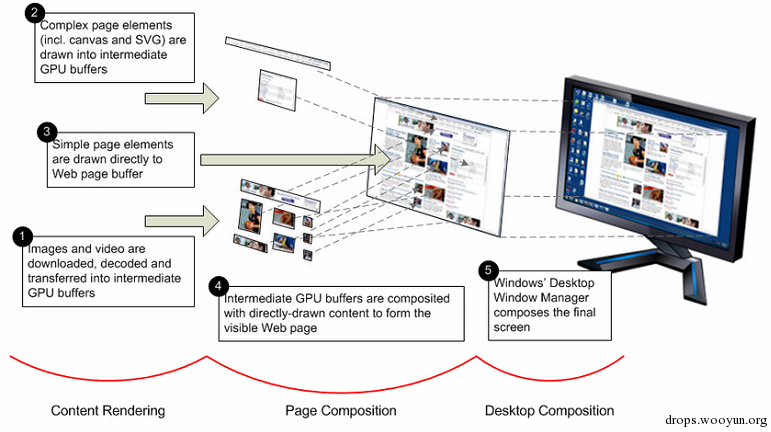 2
Complex page elements
(incl. canvas and SVG) are
drawn into intermediate
GPU buffers
3
Simple page elements
are drawn directly to
Web page buffer
1
Images and video are
downloaded, decoded and
transferred into intermediate
GPU buffers
4
Intermediate GPU buffers are composited
with directly-drawn content to form the
visible Web page
5
Windows' Desktop
Window Manager
composes the final
screen
Content Rendering
Page Composition
Desktop Composition
drops.wooyun.org